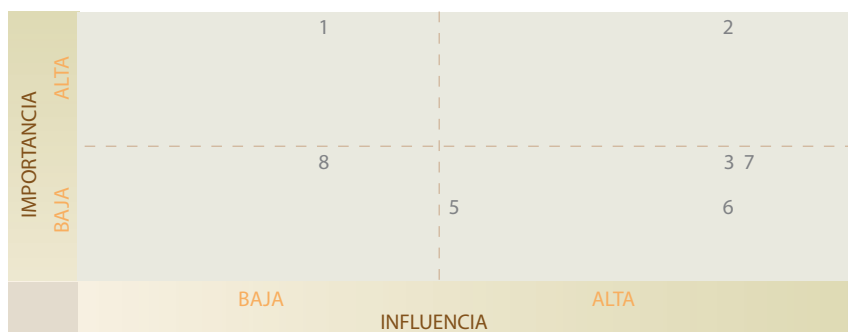 1 2
ALTA
IMPORTANCIA
8 3 7
BAJA
5 6
BAJA ALTA
INFLUENCIA